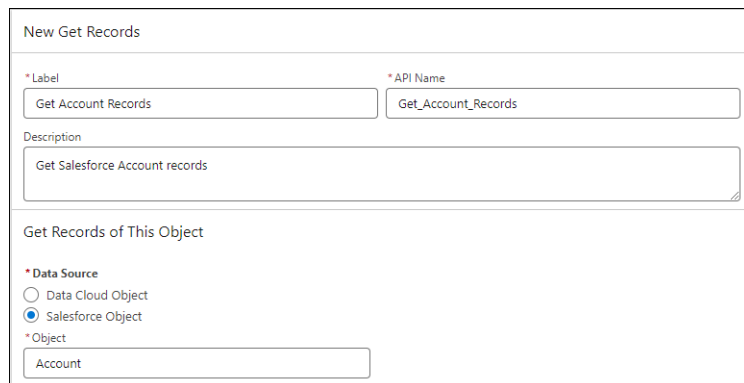 New Get Records
* Label
* API Name
Get Account Records
Get_Account_Records
Description
Get Salesforce Account records
Get Records of This Object
* Data Source
Data Cloud Object
Salesforce Object
* Object
Account